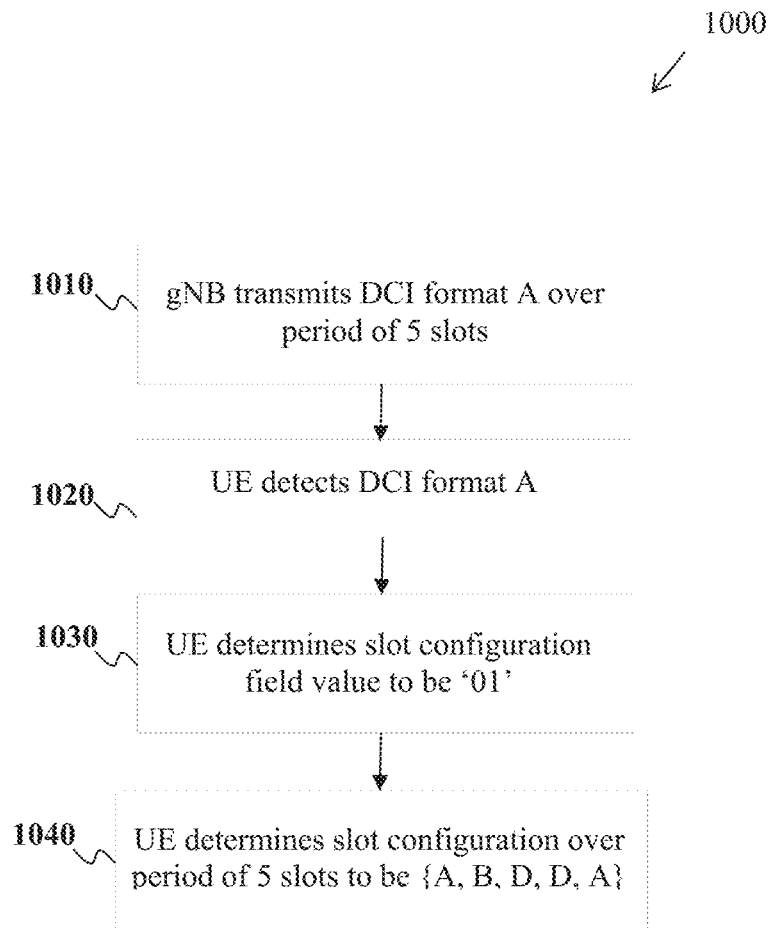 1000
1010
gNB transmits DCI format A over
period of 5 slots
1020
UE detects DCI format A
1030
UE determines slot configuration
field value to be ‘01’
1040
UE determines slot configuration over
period of 5 slots to be {A, B, D, D, A}